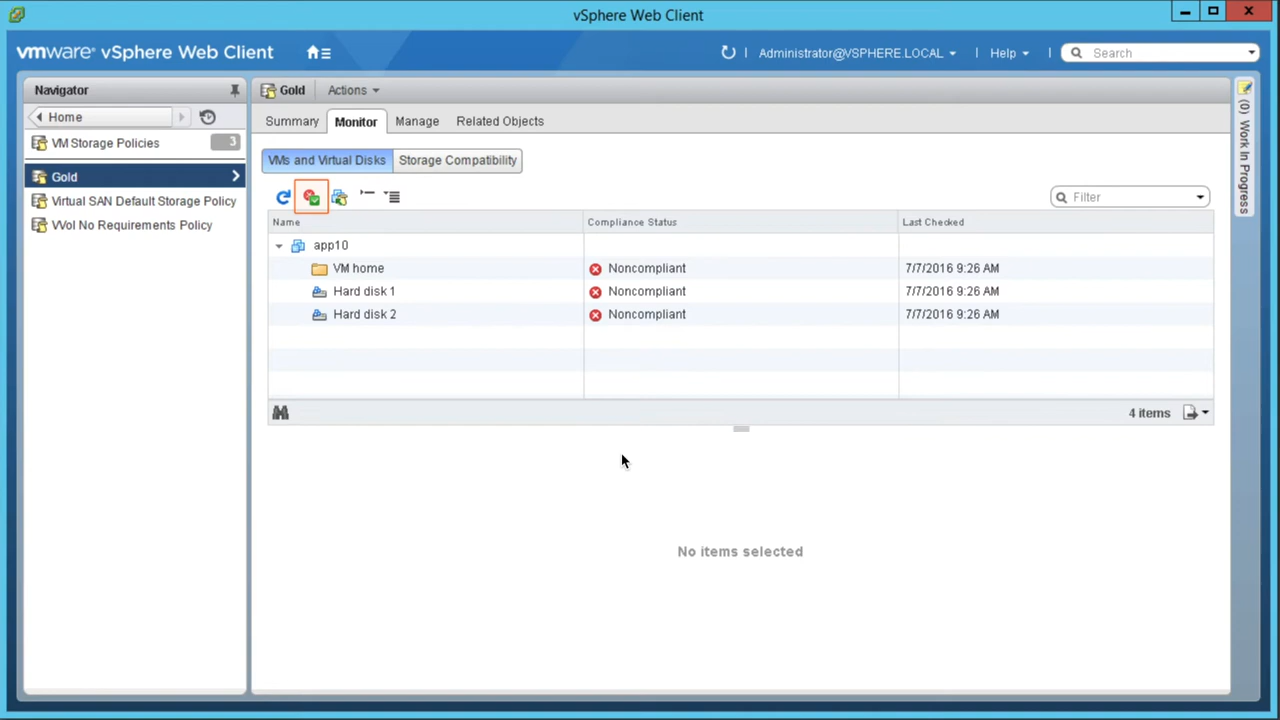 vSphere Web Client
vmware® vSphere Web Client
Administrator@VSPHERE.LOCAL
Help
Search
Navigator
Home
VM Storage Policies 3
Gold
Virtual SAN Default Storage Policy
VVol No Requirements Policy
Gold Actions
Summary Monitor Manage Related Objects
VMs and Virtual Disks Storage Compatibility
Filter
Name Compliance Status Last Checked
app10
VM home Noncompliant 7/7/2016 9:26 AM
Hard disk 1 Noncompliant 7/7/2016 9:26 AM
Hard disk 2 Noncompliant 7/7/2016 9:26 AM
4 items
No items selected
(0) Work In Progress